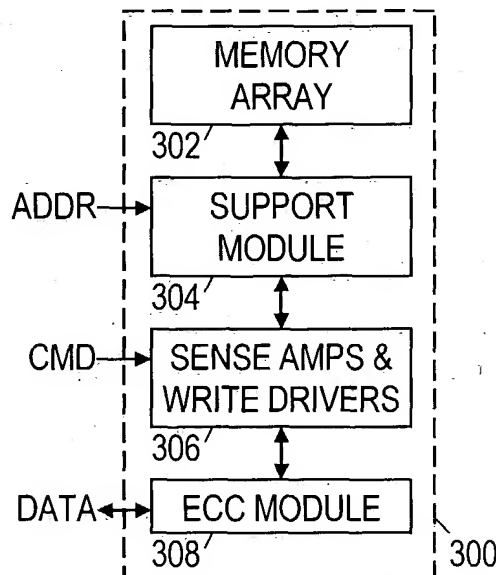 MEMORY
ARRAY
302
ADDR
SUPPORT
MODULE
304
CMD
SENSE AMPS &
WRITE DRIVERS
306
DATA
ECC MODULE
308
300